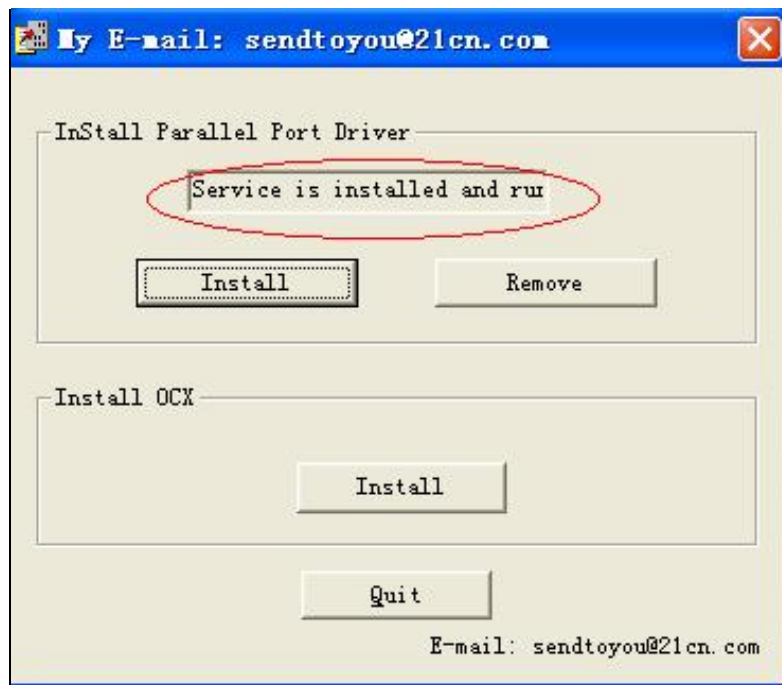 My E-mail: sendtoyou@21cn.com
InStall Parallel Port Driver
Service is installed and
Install Remove
Install OCX
Install
Quit
E-mail: sendtoyou@21cn.com